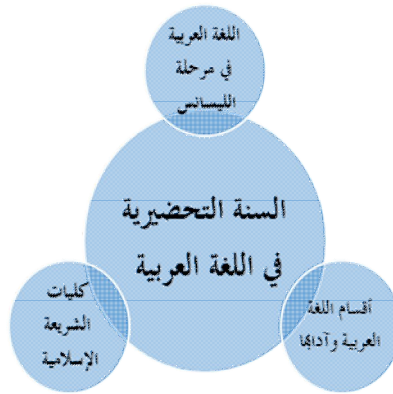 اللغة العربية
في مرحلة
الليسانس
السنة التحضيرية
في اللغة العربية
أقسام اللغة
العربية وآدابها
كليات
الشريعة
الإسلامية